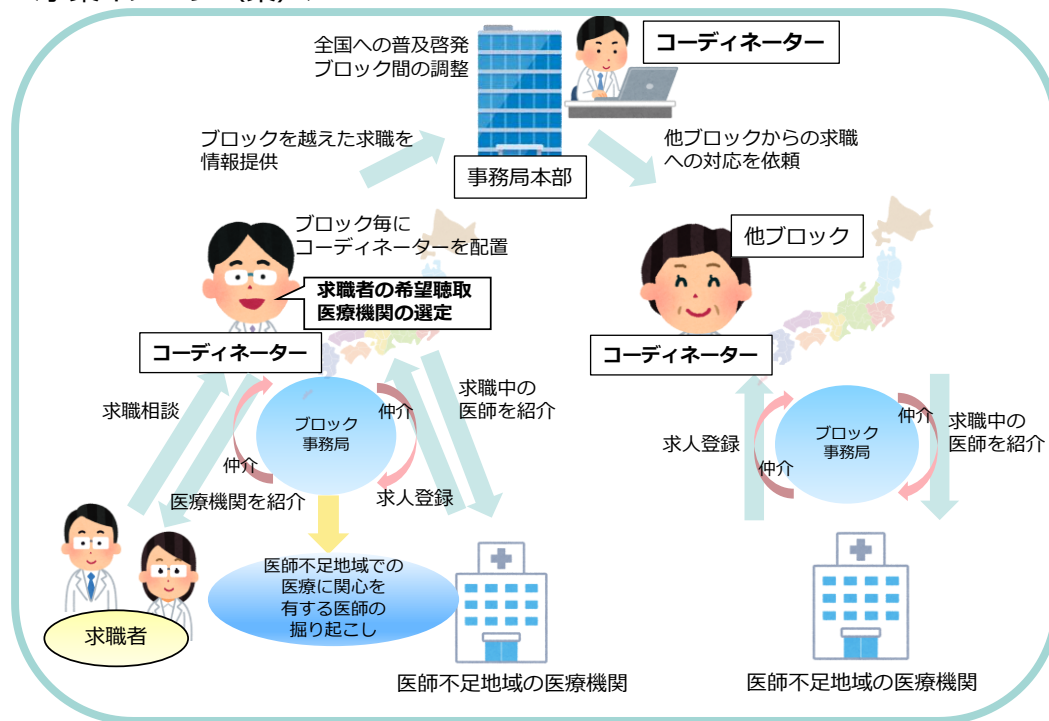 全国への普及啓発
ブロック間の調整
コーディネーター
ブロックを越えた求職を
情報提供
他ブロックからの求職
への対応を依頼
事務局本部
ブロック毎に
コーディネーターを配置
他ブロック
求職者の希望聴取
医療機関の選定
コーディネーター
コーディネーター
求職相談
仲介
求職中の
医師を紹介
ブロック
事務局
仲介
医療機関を紹介
求人登録
求人登録
仲介
ブロック
事務局
仲介
求職中の
医師を紹介
医師不足地域での
医療に関心を
有する医師の
掘り起こし
求職者
医師不足地域の医療機関
医師不足地域の医療機関